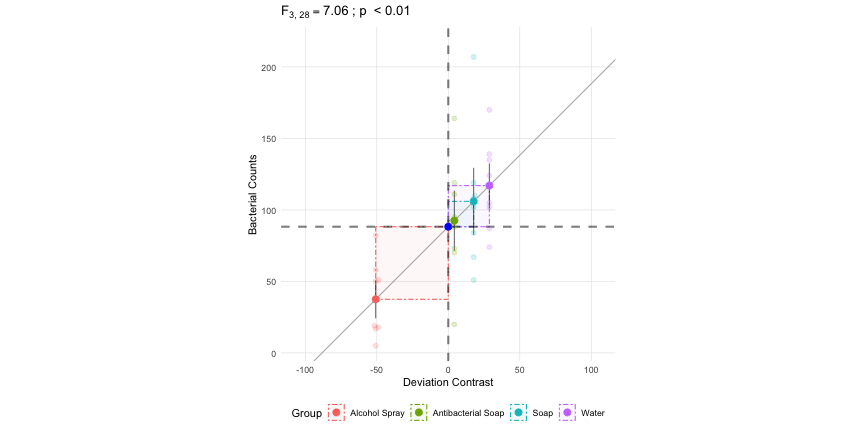 F3, 28 = 7.06 ; p < 0.01
Bacterial Counts
200
150
100
50
0
-100 -50 0 50 100
Deviation Contrast
Group Alcohol Spray Antibacterial Soap Soap Water